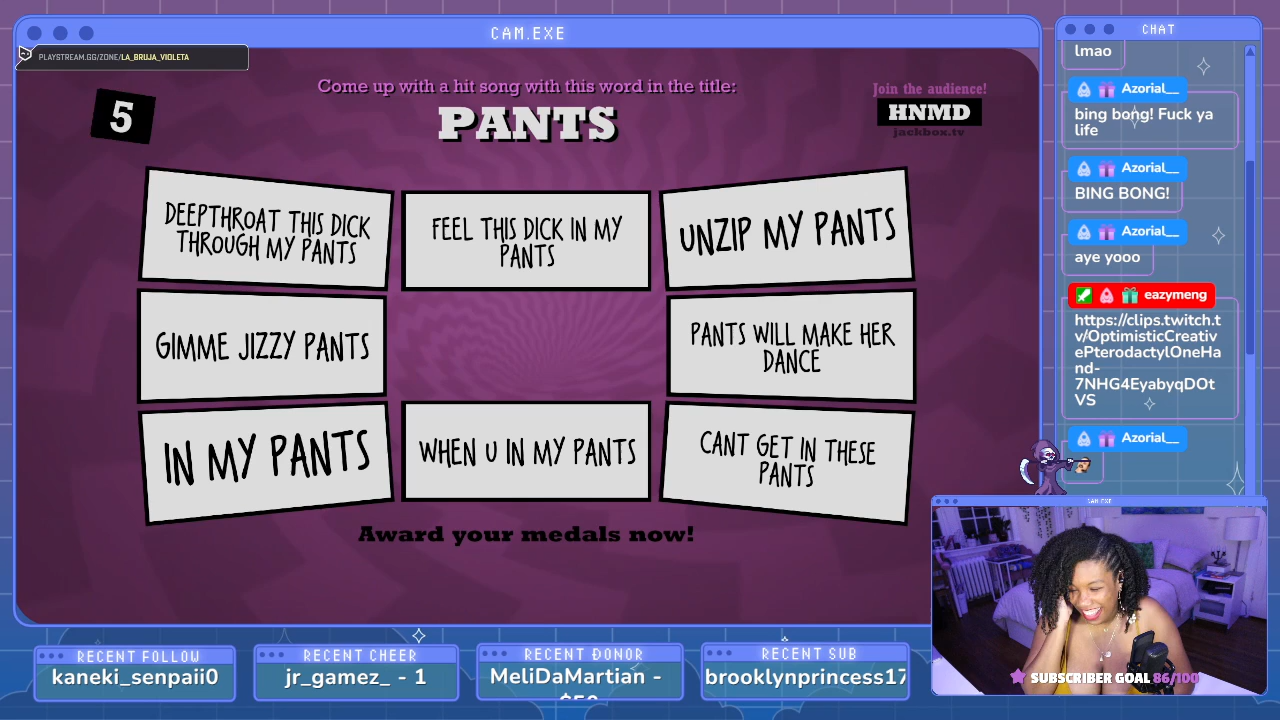 CAM.EXE
PLAYSTREAM.GG/ZONE/LA_BRUJA_VIOLETA
5
Come up with a hit song with this word in the title:
PANTS
Join the audience!
HNMD
jackbox.tv
DEEPTHROAT THIS DICK
THROUGH MY PANTS
FEEL THIS DICK IN MY
PANTS
UNZIP MY PANTS
GIMME JIZZY PANTS
PANTS WILL MAKE HER
DANCE
IN MY PANTS
WHEN U IN MY PANTS
CANT GET IN THESE
PANTS
Award your medals now!
CHAT
lmao
Azorial__
bing bong! Fuck ya
life
Azorial__
BING BONG!
Azorial__
aye yooo
eazymeng
https://clips.twitch.t
v/OptimisticCreativ
ePterodactylOneHa
nd-
7NHG4EyabyqDOt
VS
Azorial__
CAM.EXE
SUBSCRIBER GOAL 86/100
RECENT FOLLOW
kaneki_senpaii0
RECENT CHEER
jr_gamez_ - 1
RECENT DONOR
MeliDaMartian -
$50
RECENT SUB
brooklynprincess17